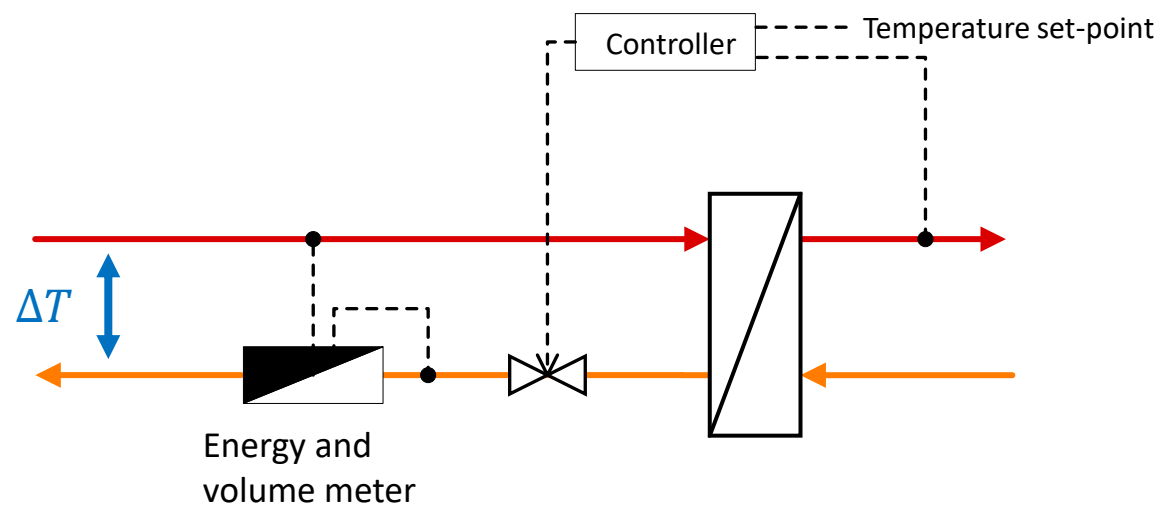 Controller
Temperature set-point
ΔT
Energy and
volume meter